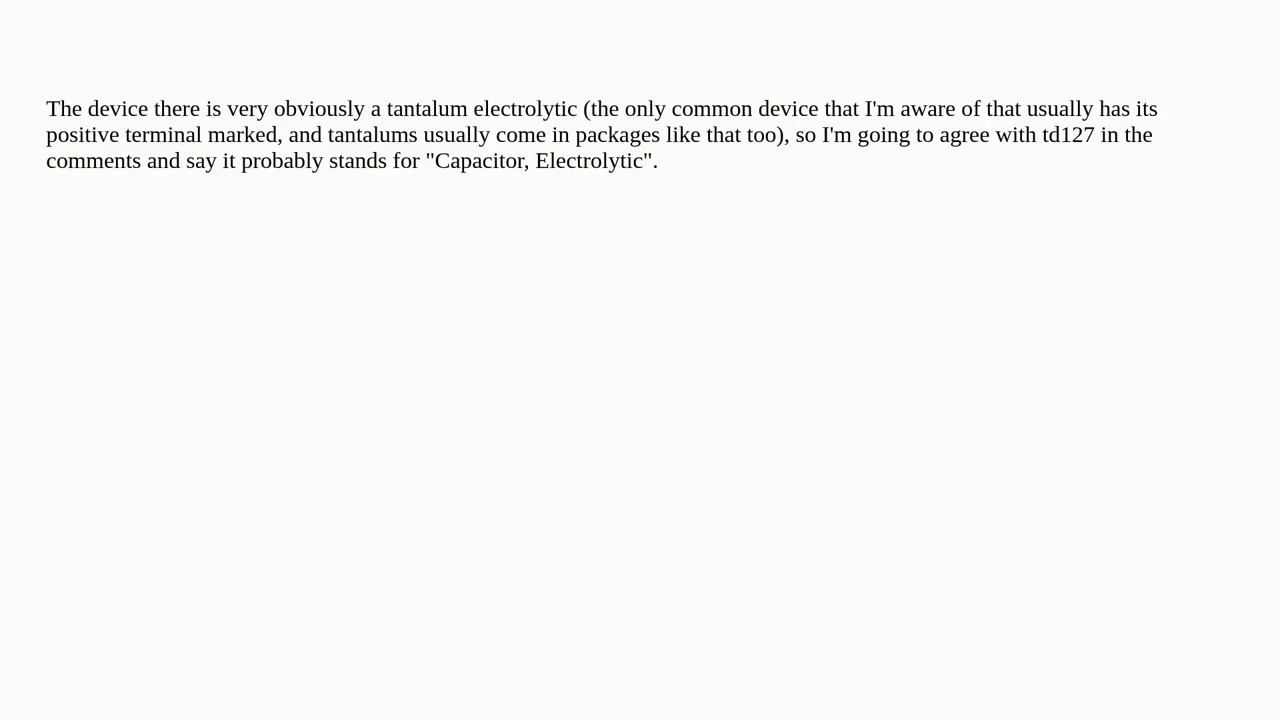 The device there is very obviously a tantalum electrolytic (the only common device that I'm aware of that usually has its
positive terminal marked, and tantalums usually come in packages like that too), so I'm going to agree with td127 in the
comments and say it probably stands for "Capacitor, Electrolytic".